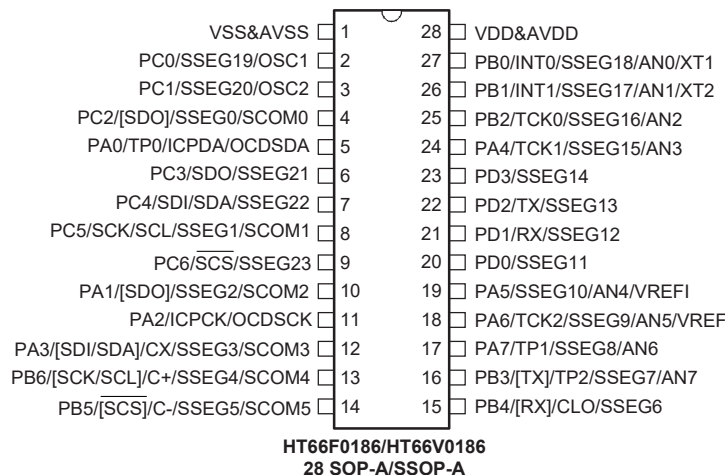 VSS&AVSS 1 28 VDD&AVDD
PC0/SSEG19/OSC1 2 27 PB0/INT0/SSEG18/AN0/XT1
PC1/SSEG20/OSC2 3 26 PB1/INT1/SSEG17/AN1/XT2
PC2/[SDO]/SSEG0/SCOM0 4 25 PB2/TCK0/SSEG16/AN2
PA0/TP0/ICPDA/OCDSDA 5 24 PA4/TCK1/SSEG15/AN3
PC3/SDO/SSEG21 6 23 PD3/SSEG14
PC4/SDI/SDA/SSEG22 7 22 PD2/TX/SSEG13
PC5/SCK/SCL/SSEG1/SCOM1 8 21 PD1/RX/SSEG12
PC6/SCS/SSEG23 9 20 PD0/SSEG11
PA1/[SDO]/SSEG2/SCOM2 10 19 PA5/SSEG10/AN4/VREFI
PA2/ICPCK/OCDSCK 11 18 PA6/TCK2/SSEG9/AN5/VREF
PA3/[SDI/SDA]/CX/SSEG3/SCOM3 12 17 PA7/TP1/SSEG8/AN6
PB6/[SCK/SCL]/C+/SSEG4/SCOM4 13 16 PB3/[TX]/TP2/SSEG7/AN7
PB5/[SCS]/C-/SSEG5/SCOM5 14 15 PB4/[RX]/CLO/SSEG6
HT66F0186/HT66V0186
28 SOP-A/SSOP-A